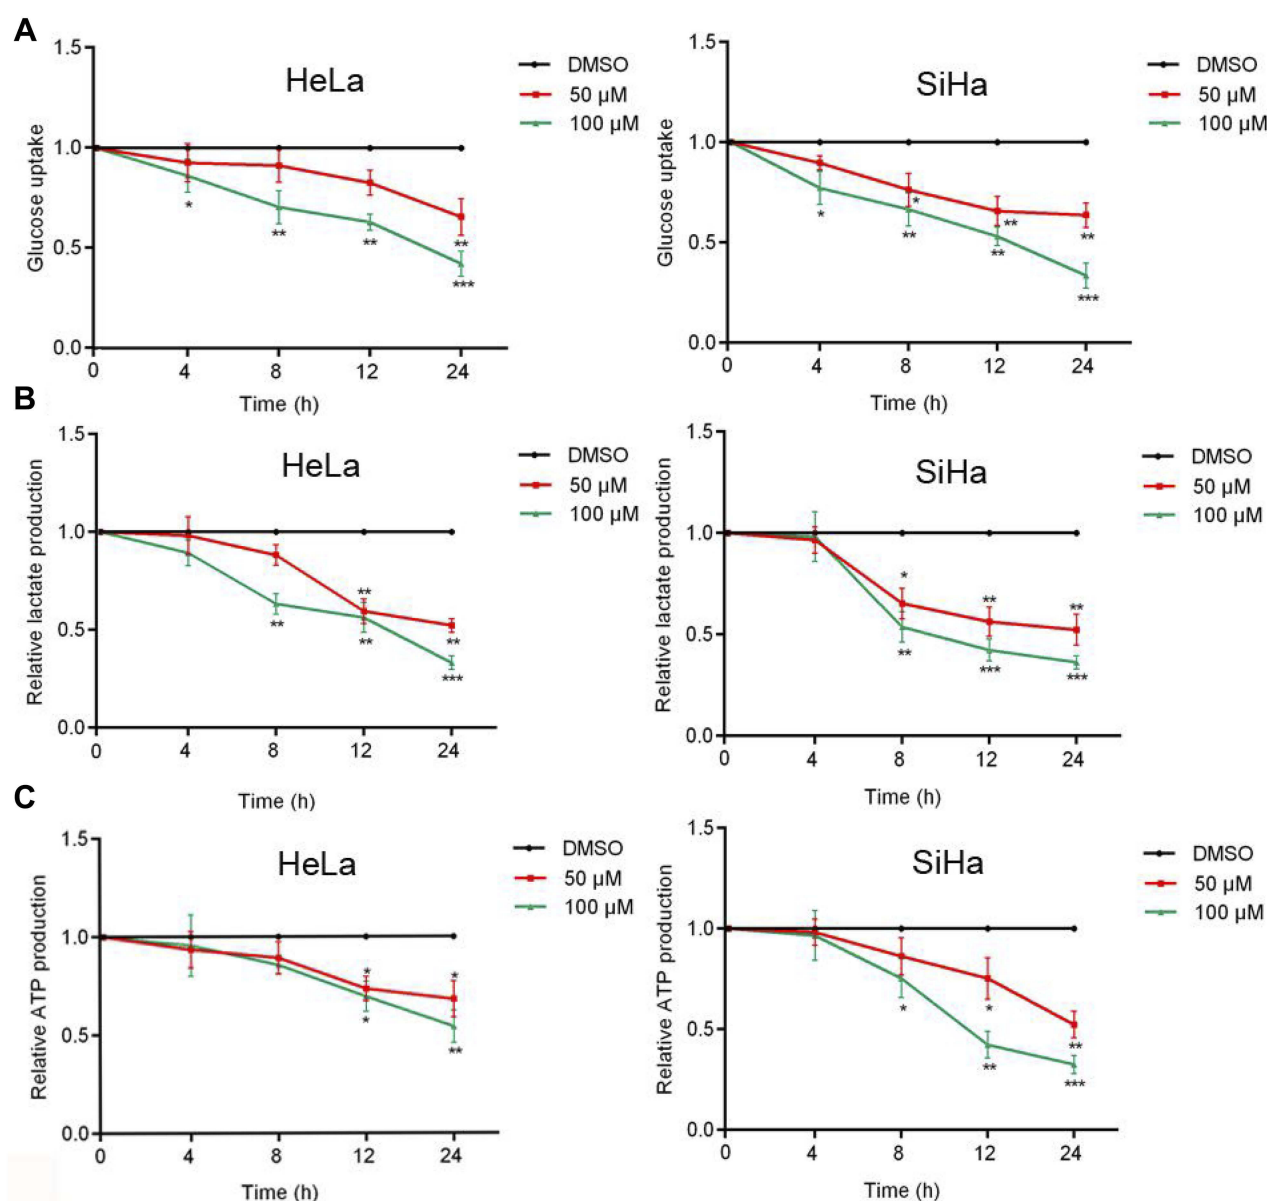 A
1.5
1.0
0.5
0.0
Glucose uptake
HeLa
DMSO
50 µM
100 µM
*
**
**
**
***
0 4 8 12 24
Time (h)
1.5
1.0
0.5
0.0
Glucose uptake
SiHa
DMSO
50 µM
100 µM
*
*
**
**
**
**
***
0 4 8 12 24
Time (h)
B
1.5
1.0
0.5
0.0
Relative lactate production
HeLa
DMSO
50 µM
100 µM
**
**
**
**
***
0 4 8 12 24
Time (h)
1.5
1.0
0.5
0.0
Relative lactate production
SiHa
DMSO
50 µM
100 µM
*
**
**
**
***
***
0 4 8 12 24
Time (h)
C
1.5
1.0
0.5
0.0
Relative ATP production
HeLa
DMSO
50 µM
100 µM
*
*
*
**
0 4 8 12 24
Time (h)
1.5
1.0
0.5
0.0
Relative ATP production
SiHa
DMSO
50 µM
100 µM
*
*
**
**
***
0 4 8 12 24
Time (h)